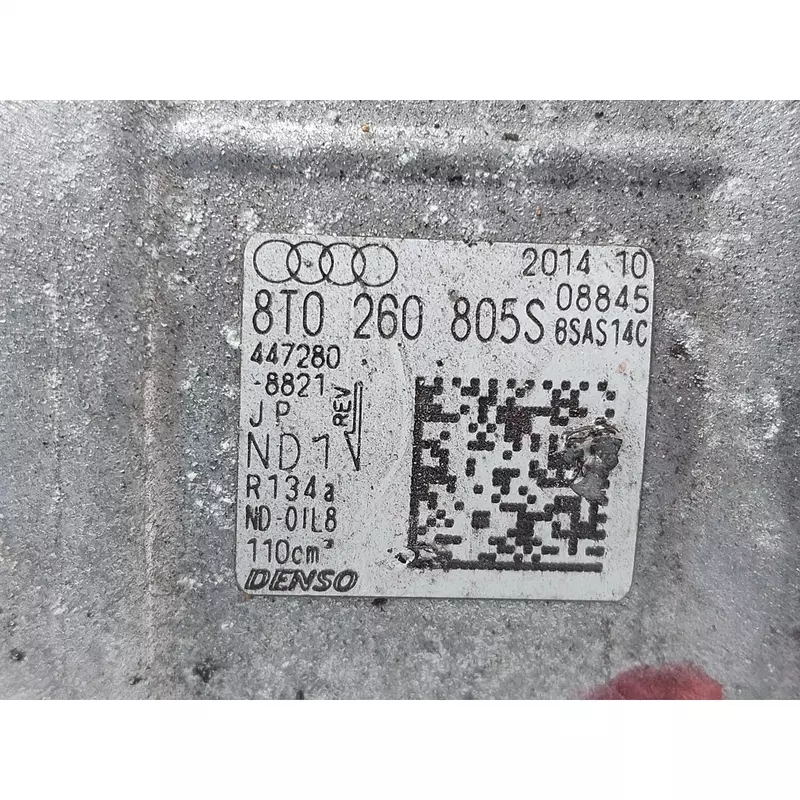 2014 10
8T0 260 805S
08845
6SAS14C
447280
-8821
JP
REV
ND1
R134a
ND-OIL8
110cm³
DENSO